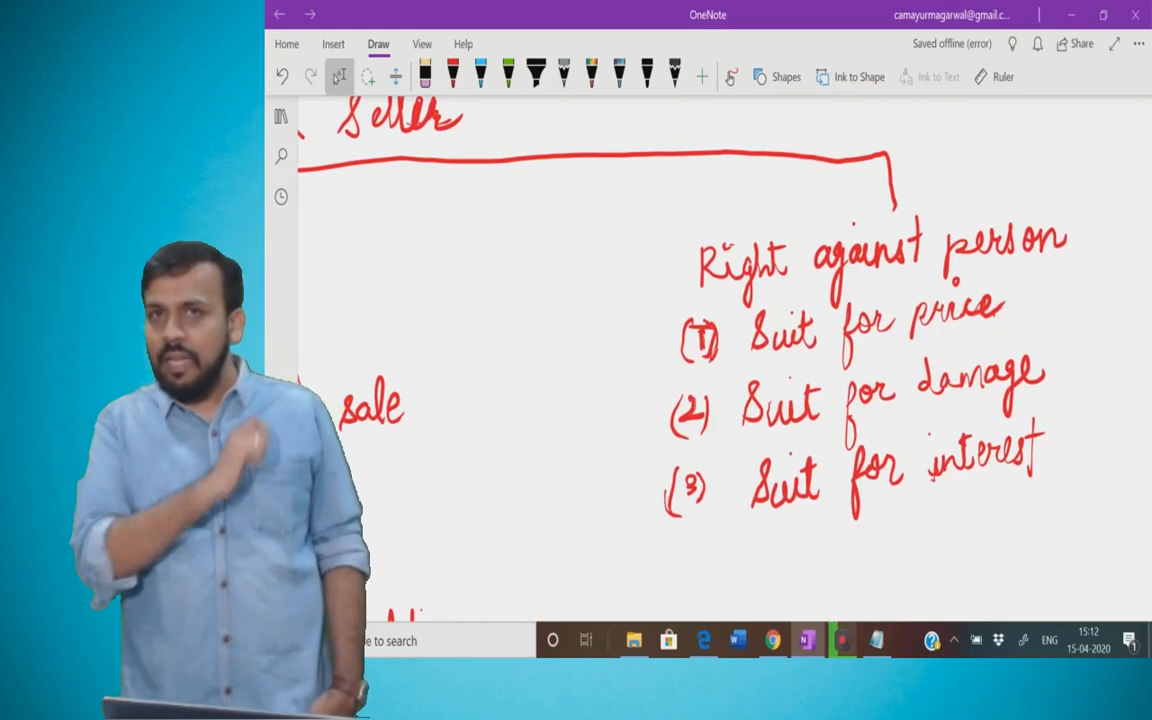 OneNote
camayurmagarwal@gmail.c...
Home Insert Draw View Help
Saved offline (error) Share
Shapes Ink to Shape Ink to Text Ruler
Seller
Right against person
(1) Suit for price
(2) Suit for damage
sale
(3) Suit for interest
e to search
ENG
15:12
15-04-2020
1